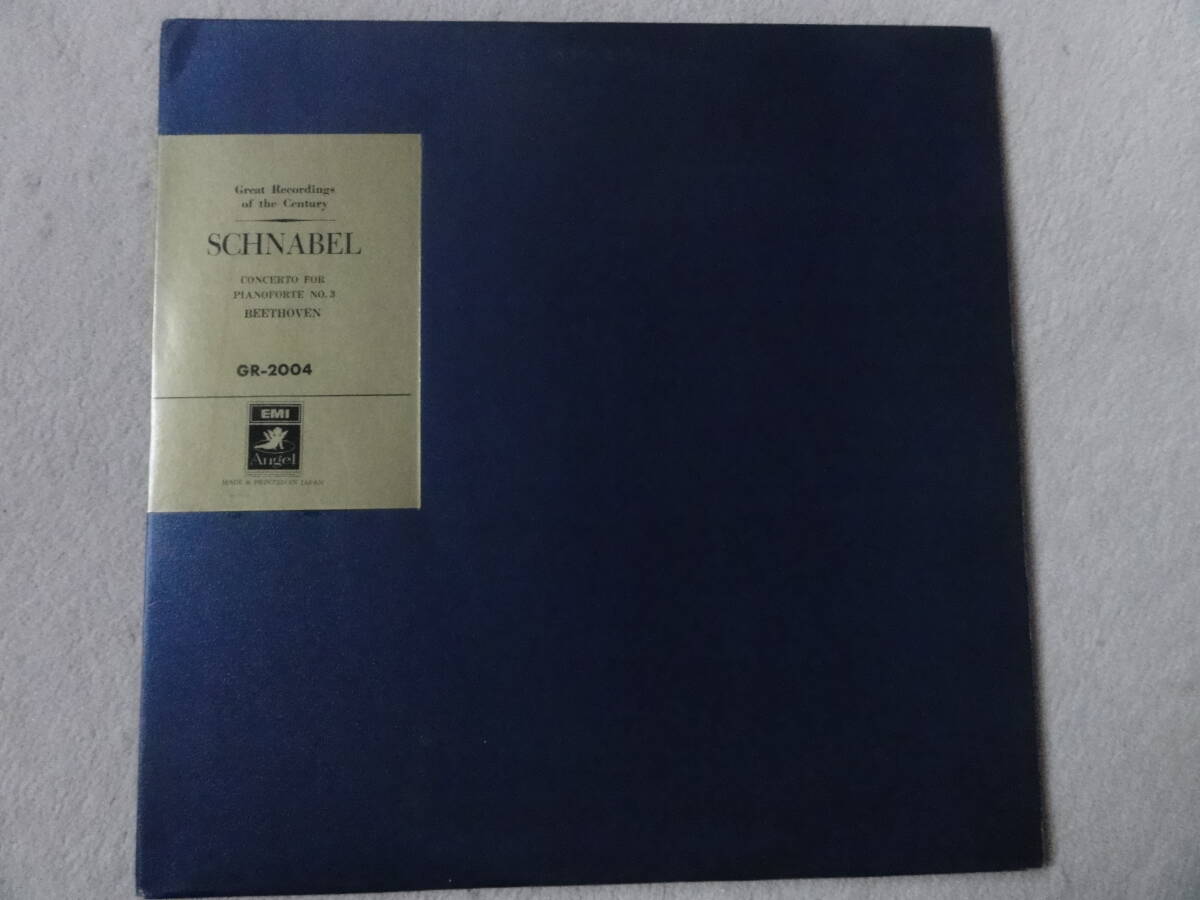 Great Recordings
of the Century
SCHNABEL
CONCERTO FOR
PIANOFORTE NO. 3
BEETHOVEN
GR-2004
EMI
Angel
MADE & PRINTED IN JAPAN